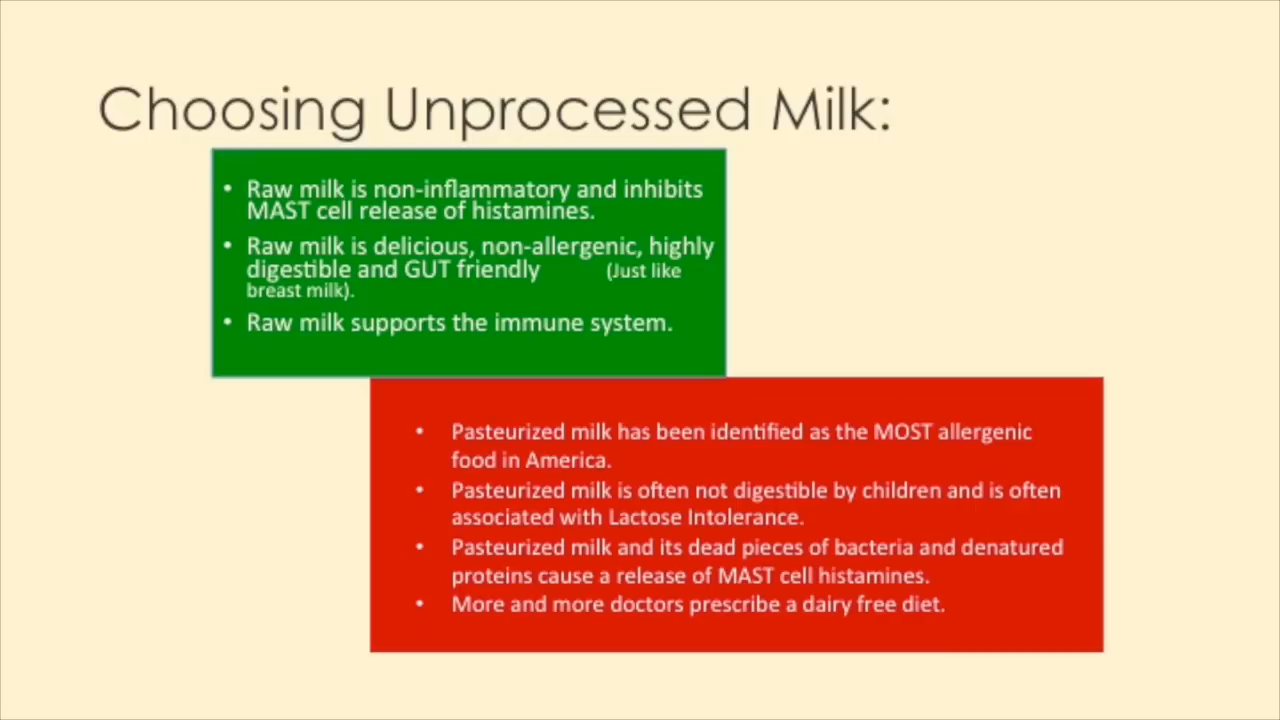 Choosing Unprocessed Milk:
• Raw milk is non-inflammatory and inhibits
MAST cell release of histamines.
• Raw milk is delicious, non-allergenic, highly
digestible and GUT friendly (Just like
breast milk).
• Raw milk supports the immune system.
• Pasteurized milk has been identified as the MOST allergenic
food in America.
• Pasteurized milk is often not digestible by children and is often
associated with Lactose Intolerance.
• Pasteurized milk and its dead pieces of bacteria and denatured
proteins cause a release of MAST cell histamines.
• More and more doctors prescribe a dairy free diet.